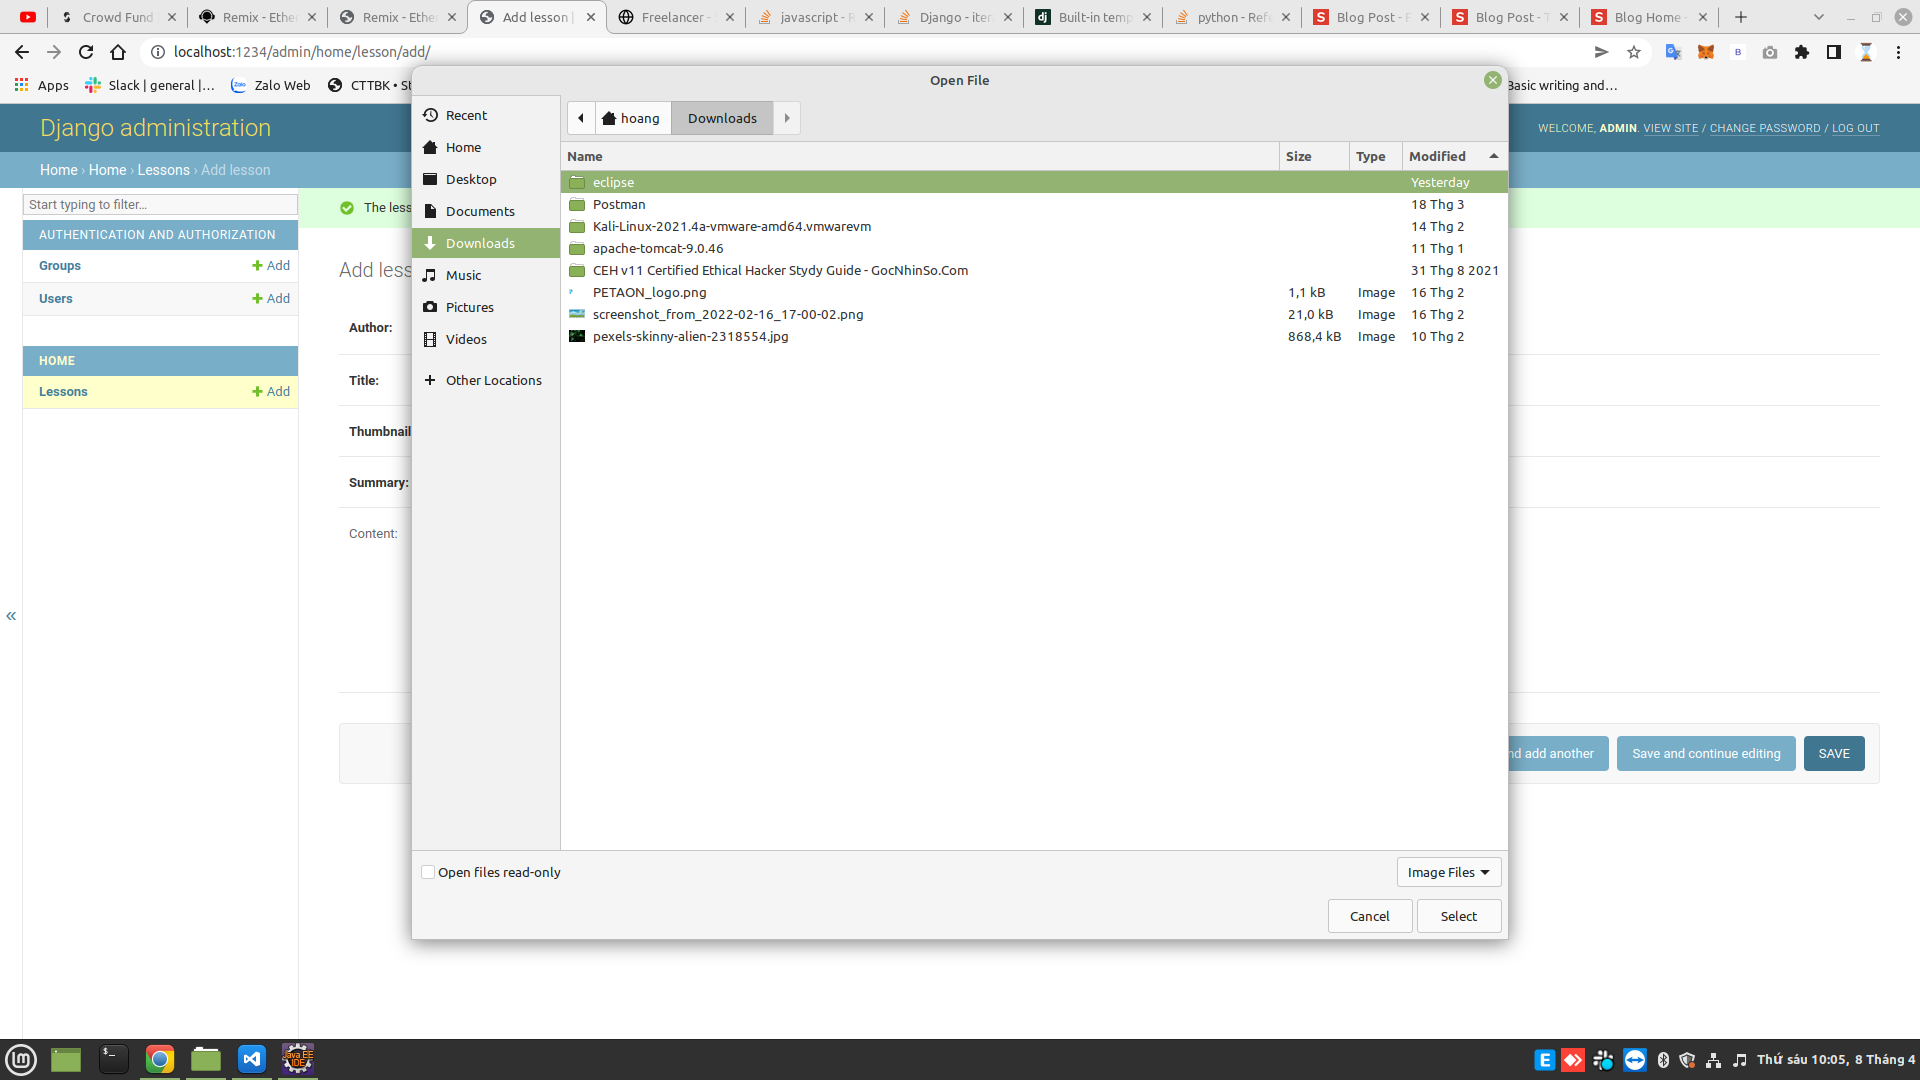 Crowd Fund
Remix - Ether
Remix - Ether
Add lesson |
Freelancer -
javascript - R
Django - iter
Built-in temp
python - Refe
Blog Post -
Blog Post - T
Blog Home -
localhost:1234/admin/home/lesson/add/
Apps
Slack | general |...
Zalo Web
CTTBK • St
Basic writing and...
Open File
Django administration
WELCOME, ADMIN. VIEW SITE / CHANGE PASSWORD / LOG OUT
Home › Home › Lessons › Add lesson
Start typing to filter...
AUTHENTICATION AND AUTHORIZATION
Groups
Add
Users
Add
HOME
Lessons
Add
The less
Add less
Author:
Title:
Thumbnail
Summary:
Content:
«
Recent
Home
Desktop
Documents
Downloads
Music
Pictures
Videos
Other Locations
hoang
Downloads
Name Size Type Modified
eclipse Yesterday
Postman 18 Thg 3
Kali-Linux-2021.4a-vmware-amd64.vmwarevm 14 Thg 2
apache-tomcat-9.0.46 11 Thg 1
CEH v11 Certified Ethical Hacker Stydy Guide - GocNhinSo.Com 31 Thg 8 2021
PETAON_logo.png 1,1 kB Image 16 Thg 2
screenshot_from_2022-02-16_17-00-02.png 21,0 kB Image 16 Thg 2
pexels-skinny-alien-2318554.jpg 868,4 kB Image 10 Thg 2
nd add another
Save and continue editing
SAVE
Open files read-only
Image Files
Cancel
Select
Java EE
IDE
Thứ sáu 10:05, 8 Tháng 4